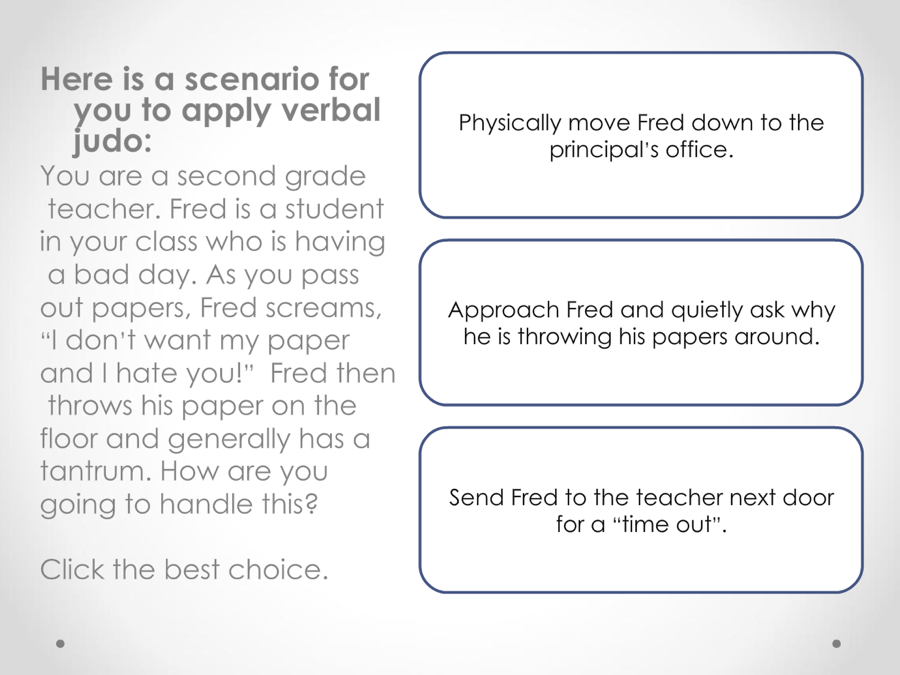 Here is a scenario for
you to apply verbal
judo:
You are a second grade
teacher. Fred is a student
in your class who is having
a bad day. As you pass
out papers, Fred screams,
“I don’t want my paper
and I hate you!”  Fred then
throws his paper on the
floor and generally has a
tantrum. How are you
going to handle this?
Click the best choice.
Physically move Fred down to the
principal’s office.
Approach Fred and quietly ask why
he is throwing his papers around.
Send Fred to the teacher next door
for a “time out”.